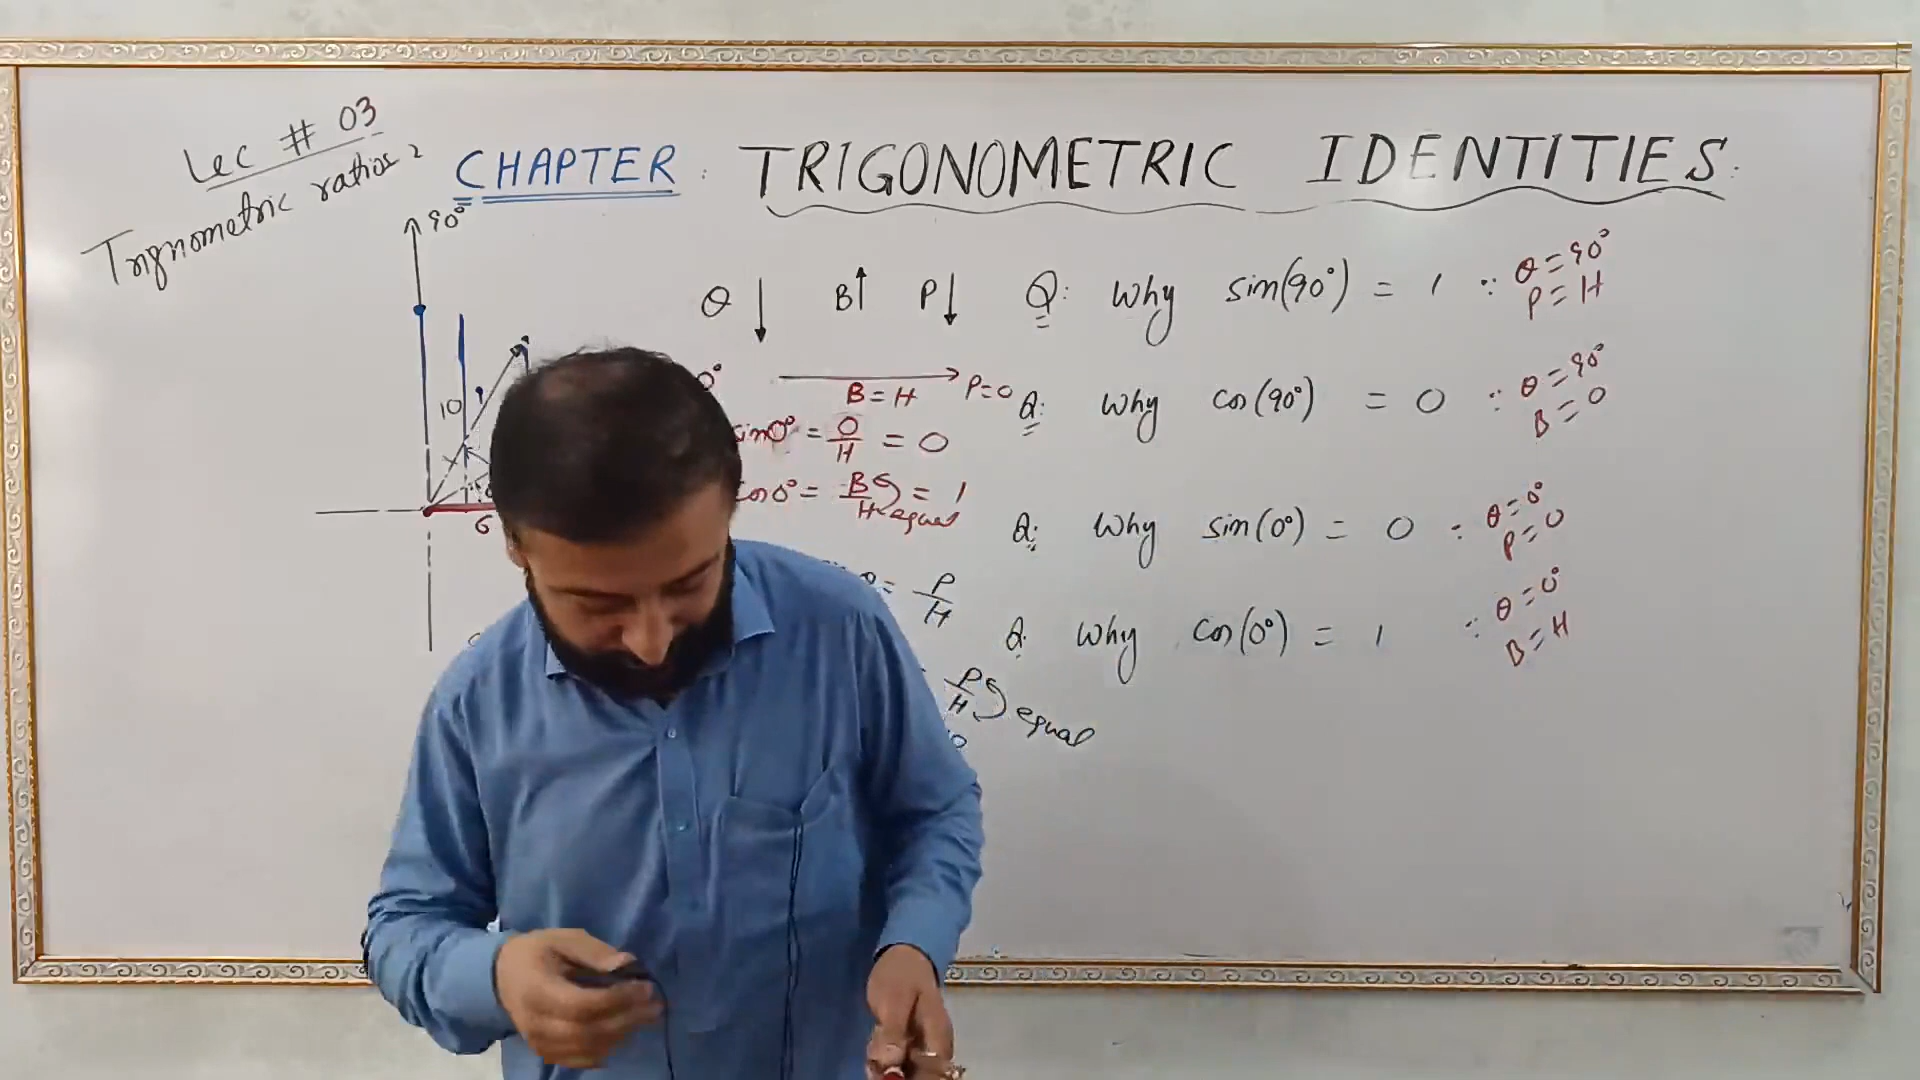 Lec # 03
Trignometric ratios
CHAPTER : TRIGONOMETRIC IDENTITIES:
90°
θ ↓ B↑ P↓
Q: Why sin(90°) = 1 ∵ θ = 90°
P = H
B = H P=0
Q: Why cos(90°) = 0 ∵ θ = 90°
B = 0
sin0° = 0/H = 0
cos0° = B/H = 1
equal
Q: Why sin(0°) = 0 ∵ θ = 0°
P = 0
Q: Why cos(0°) = 1 ∵ θ = 0°
B = H
10
6
= P/H
P/H equal